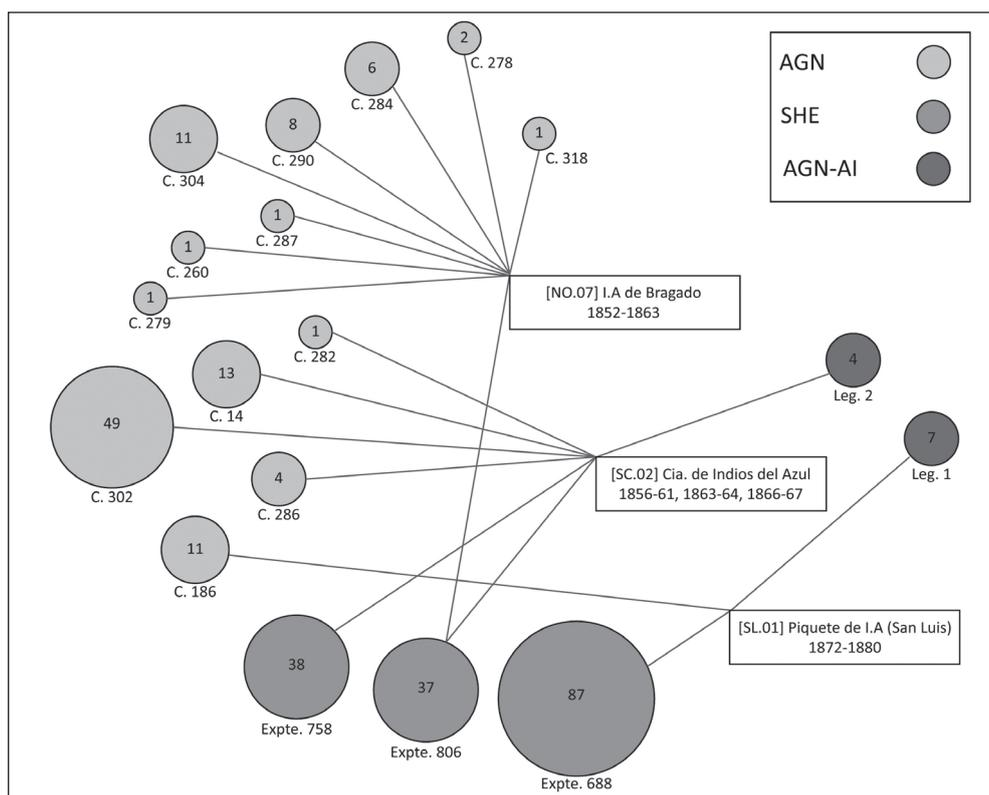 2
C. 278
6
C. 284
11
C. 304
8
C. 290
1
C. 318
1
C. 287
1
C. 260
1
C. 279
AGN
SHE
AGN-AI
[NO.07] I.A de Bragado
1852-1863
1
C. 282
13
C. 14
49
C. 302
4
C. 286
11
C. 186
4
Leg. 2
7
Leg. 1
[SC.02] Cia. de Indios del Azul
1856-61, 1863-64, 1866-67
[SL.01] Piquete de I.A (San Luis)
1872-1880
38
Expte. 758
37
Expte. 806
87
Expte. 688